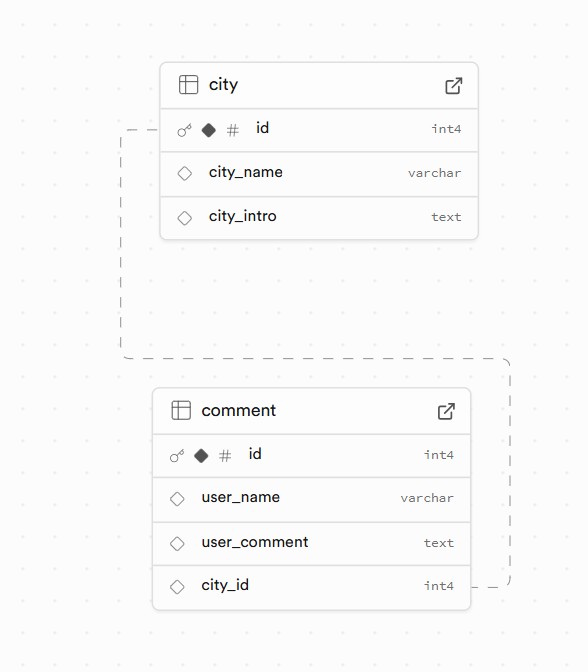 city
# id int4
city_name varchar
city_intro text
comment
# id int4
user_name varchar
user_comment text
city_id int4